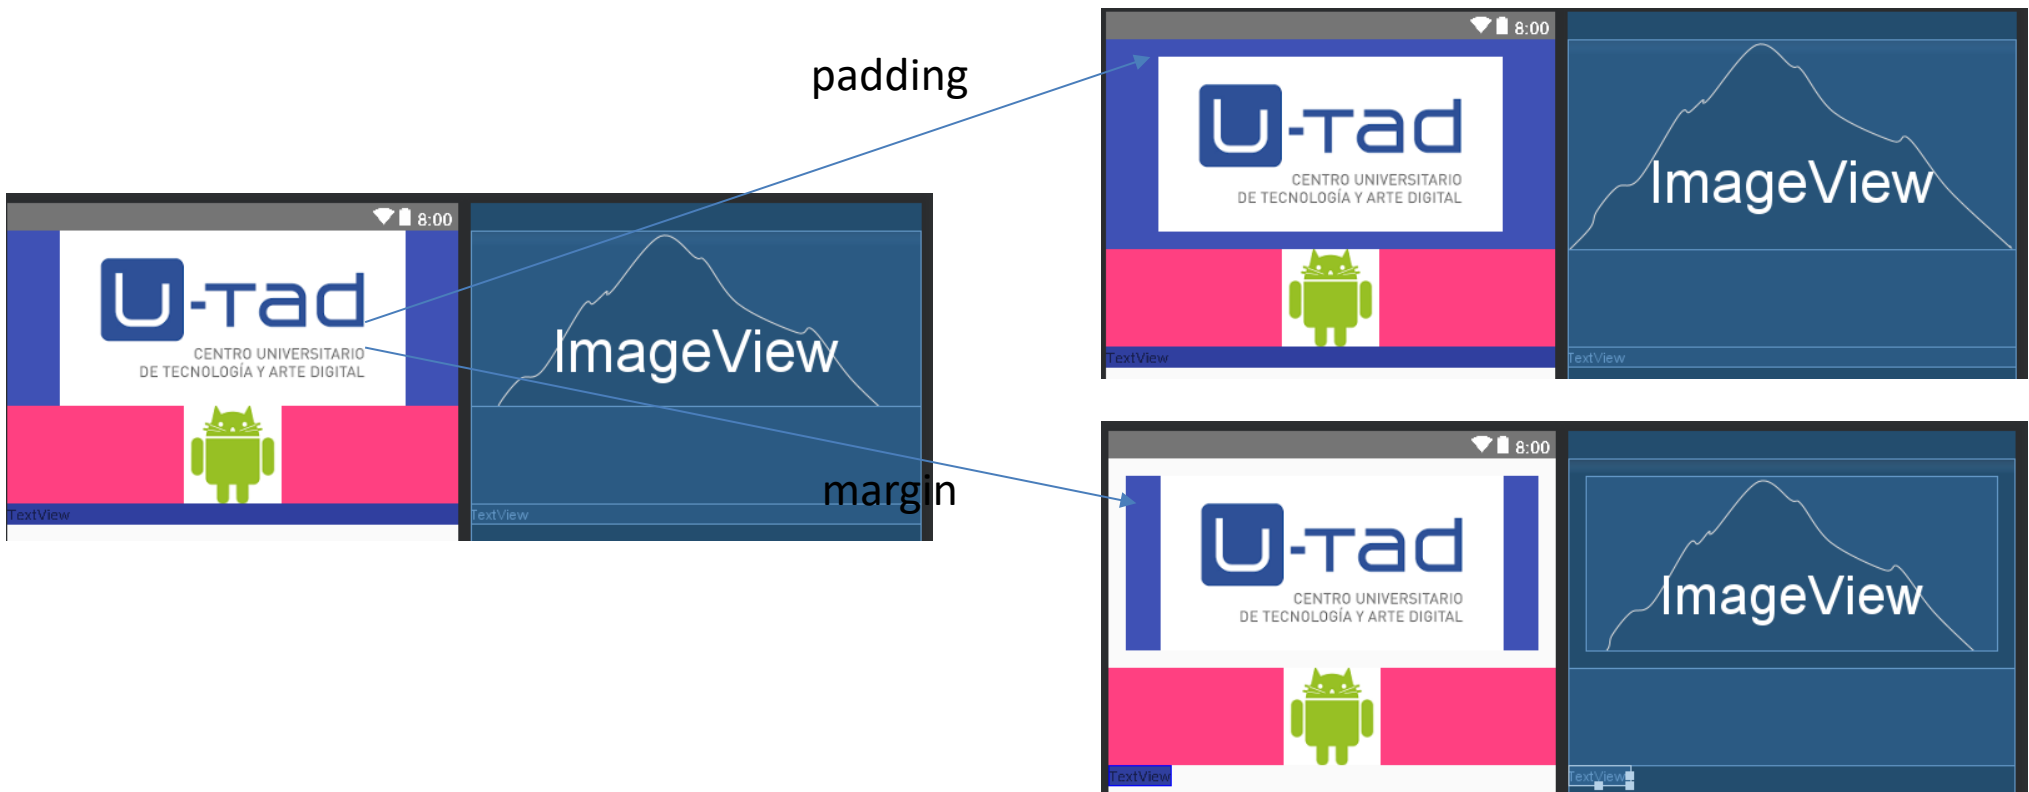 padding
8:00
U-Tad
CENTRO UNIVERSITARIO
DE TECNOLOGÍA Y ARTE DIGITAL
ImageView
TextView
TextView
8:00
U-Tad
CENTRO UNIVERSITARIO
DE TECNOLOGÍA Y ARTE DIGITAL
ImageView
TextView
TextView
margin
8:00
U-Tad
CENTRO UNIVERSITARIO
DE TECNOLOGÍA Y ARTE DIGITAL
ImageView
TextView
TextView